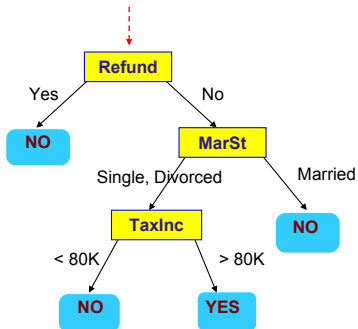 Refund
Yes
No
NO
MarSt
Single, Divorced
Married
TaxInc
NO
< 80K
> 80K
NO
YES